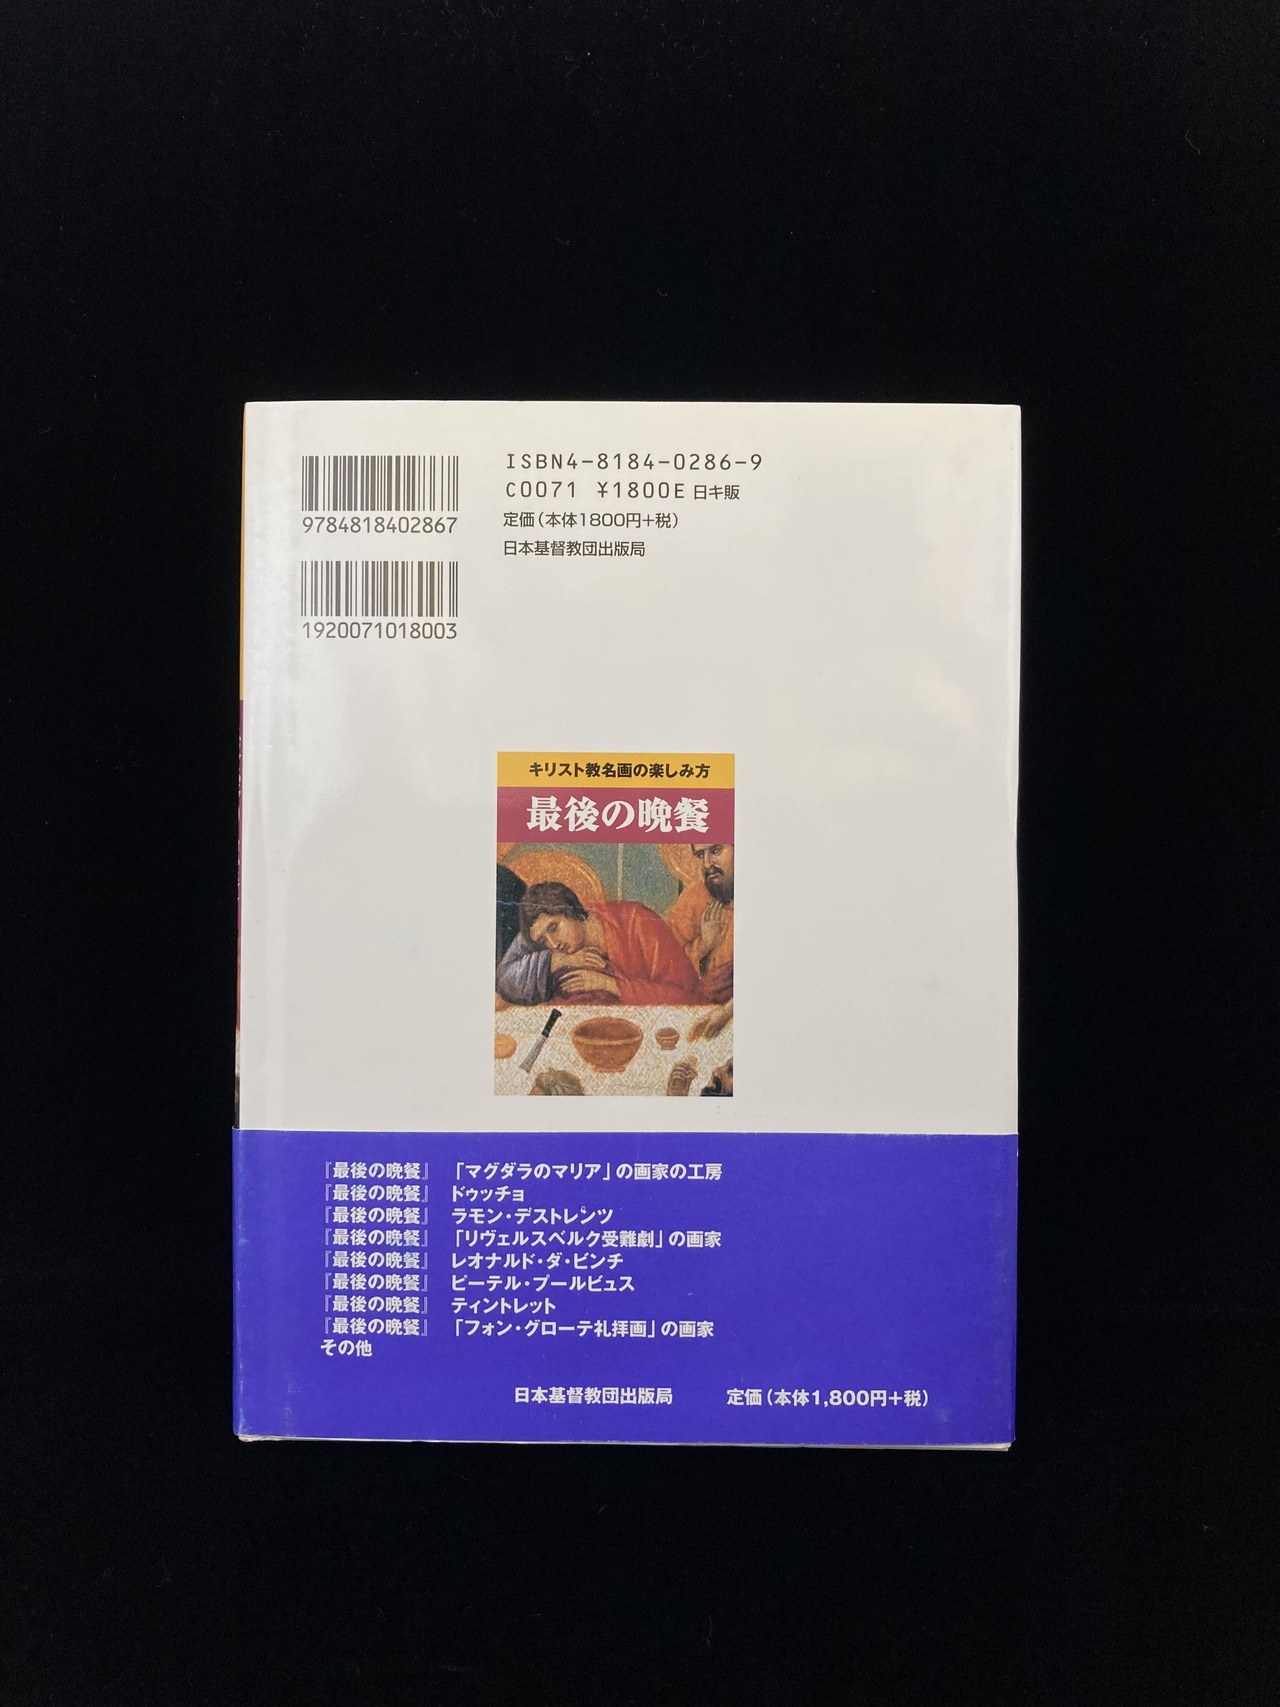 ISBN4-8184-0286-9
C0071 ¥1800E 日キ販
定価（本体1800円+税）
日本基督教団出版局
9784818402867
1920071018003
キリスト教名画の楽しみ方
最後の晩餐
『最後の晩餐』 「マグダラのマリア」の画家の工房
『最後の晩餐』 ドゥッチョ
『最後の晩餐』 ラモン・デストレンツ
『最後の晩餐』 「リヴェルスベルク受難劇」の画家
『最後の晩餐』 レオナルド・ダ・ビンチ
『最後の晩餐』 ピーテル・プールビュス
『最後の晩餐』 ティントレット
『最後の晩餐』 「フォン・グローテ礼拝画」の画家
その他
日本基督教団出版局 定価（本体1,800円+税）